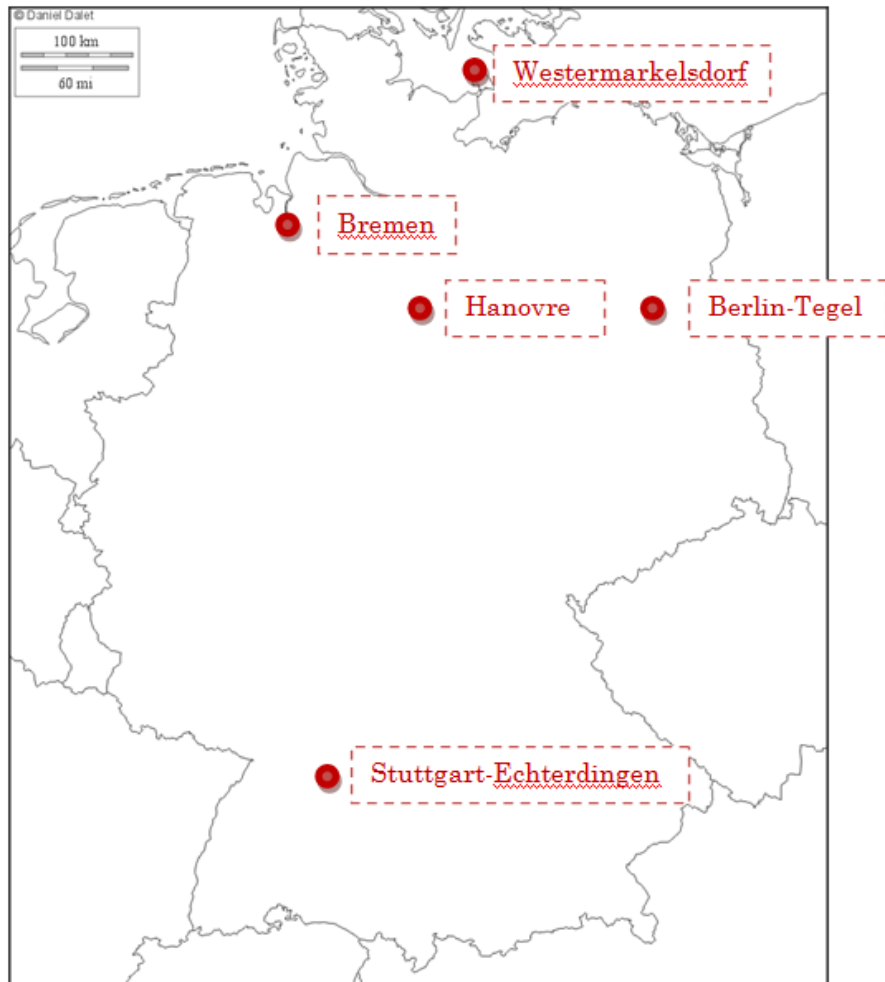 © Daniel Dalet
100 km
60 mi
Westermarkelsdorf
Bremen
Hanovre
Berlin-Tegel
Stuttgart-Echterdingen